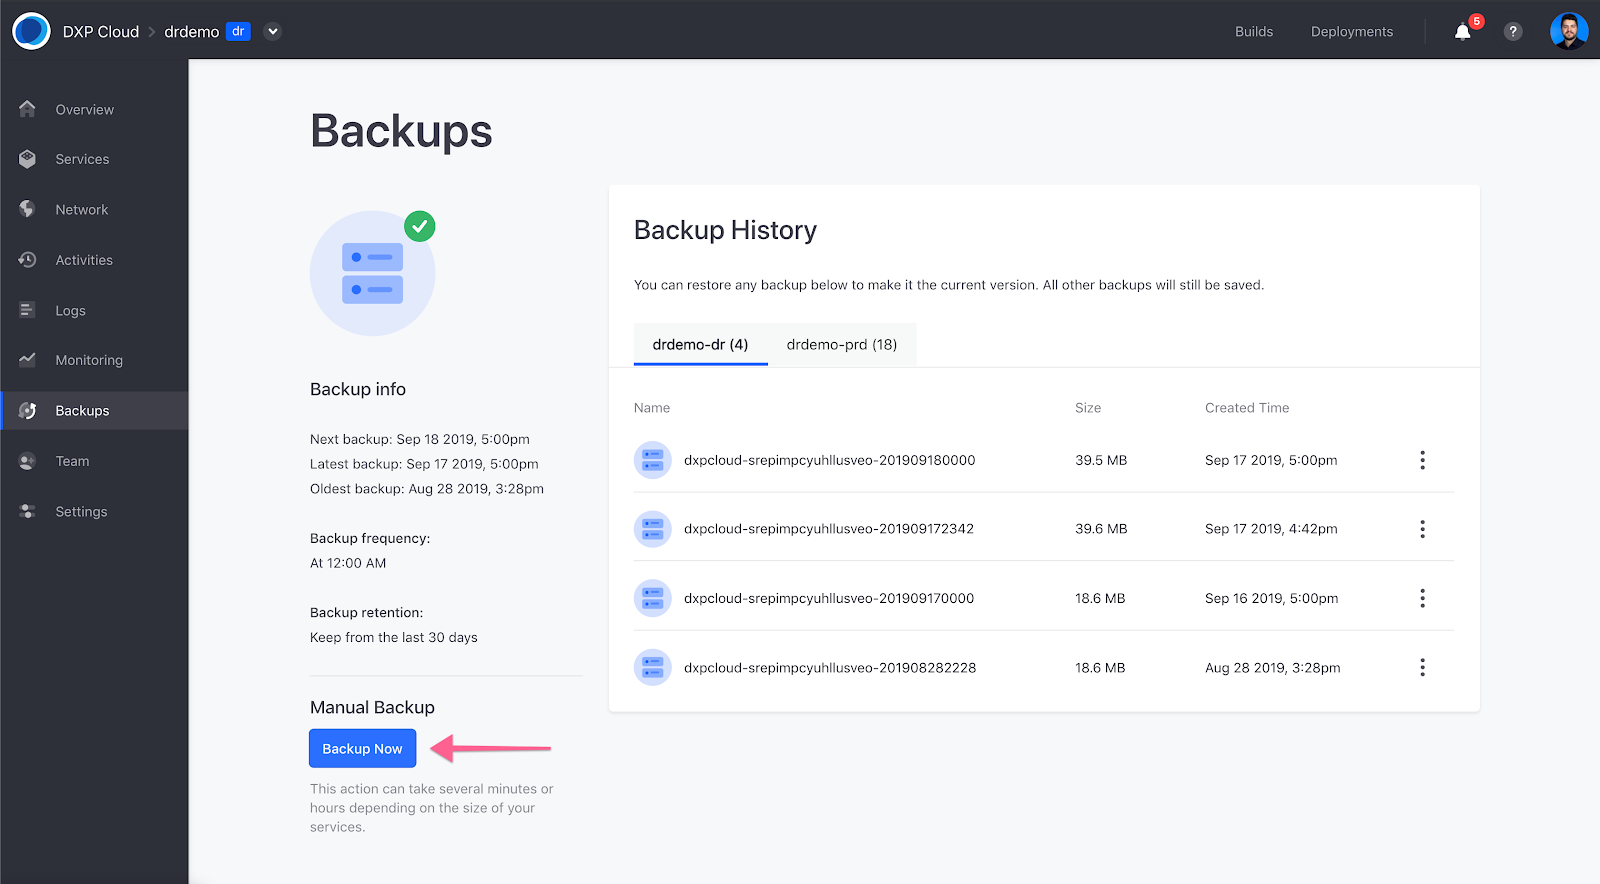 DXP Cloud > drdemo dr
Builds
Deployments
5
?
Overview
Services
Network
Activities
Logs
Monitoring
Backups
Team
Settings
Backups
Backup info
Next backup: Sep 18 2019, 5:00pm
Latest backup: Sep 17 2019, 5:00pm
Oldest backup: Aug 28 2019, 3:28pm
Backup frequency:
At 12:00 AM
Backup retention:
Keep from the last 30 days
Manual Backup
Backup Now
This action can take several minutes or
hours depending on the size of your
services.
Backup History
You can restore any backup below to make it the current version. All other backups will still be saved.
drdemo-dr (4)
drdemo-prd (18)
Name Size Created Time
dxpcloud-srepimpcyuhllusveo-201909180000 39.5 MB Sep 17 2019, 5:00pm
dxpcloud-srepimpcyuhllusveo-201909172342 39.6 MB Sep 17 2019, 4:42pm
dxpcloud-srepimpcyuhllusveo-201909170000 18.6 MB Sep 16 2019, 5:00pm
dxpcloud-srepimpcyuhllusveo-201908282228 18.6 MB Aug 28 2019, 3:28pm